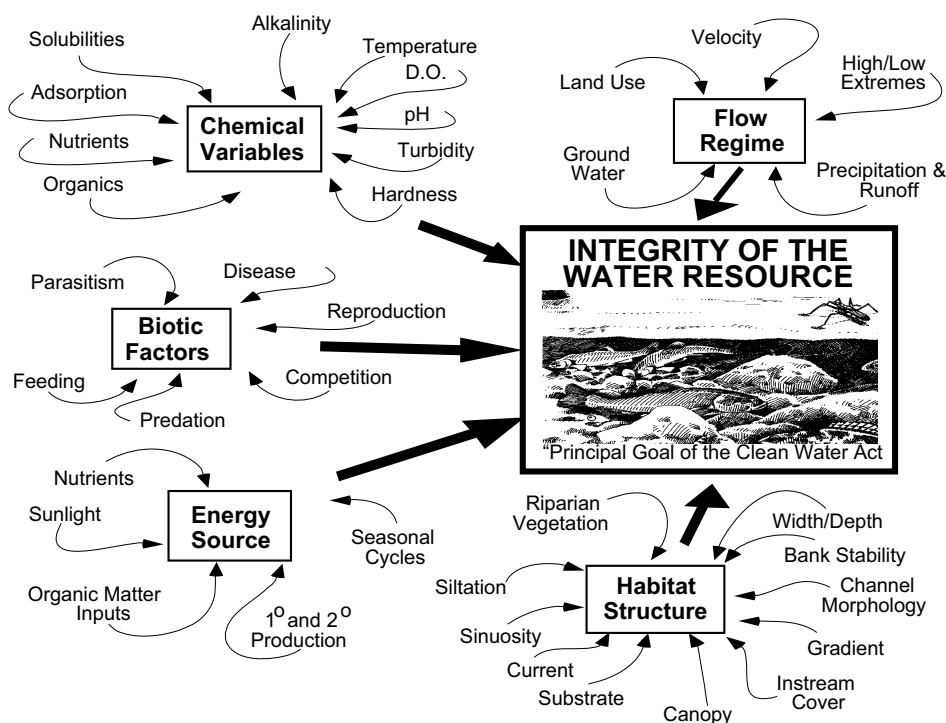 Solubilities
Alkalinity
Temperature
D.O.
Adsorption
pH
Nutrients
Turbidity
Organics
Hardness
Chemical
Variables
Velocity
Land Use
High/Low
Extremes
Flow
Regime
Ground
Water
Precipitation &
Runoff
INTEGRITY OF THE
WATER RESOURCE
"Principal Goal of the Clean Water Act
Parasitism
Disease
Reproduction
Biotic
Factors
Feeding
Competition
Predation
Nutrients
Sunlight
Energy
Source
Seasonal
Cycles
Organic Matter
Inputs
1° and 2°
Production
Riparian
Vegetation
Width/Depth
Bank Stability
Siltation
Habitat
Structure
Channel
Morphology
Sinuosity
Gradient
Current
Substrate
Instream
Cover
Canopy